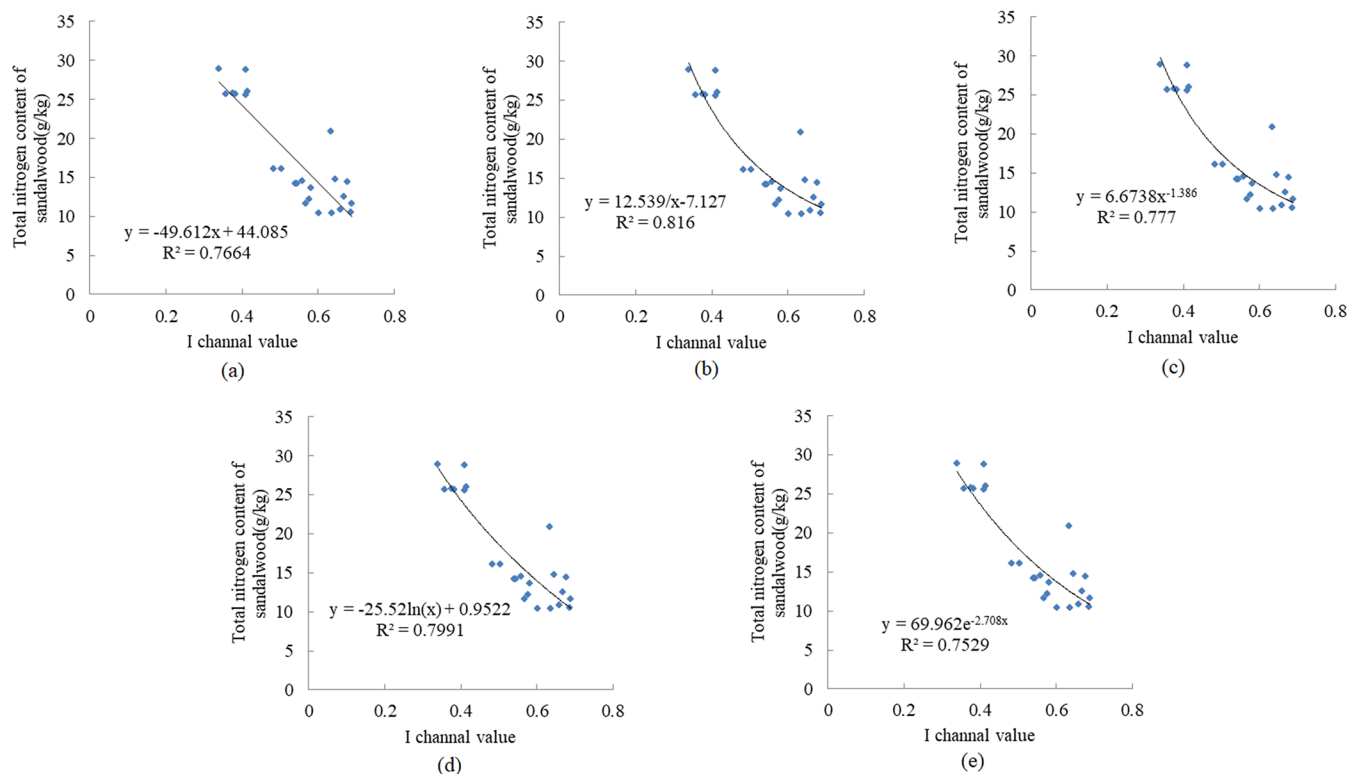 Total nitrogen content of
sandalwood(g/kg)
35
30
25
20
15
10
5
0
y = -49.612x + 44.085
R² = 0.7664
0 0.2 0.4 0.6 0.8
I channal value
(a)
Total nitrogen content of
sandalwood(g/kg)
35
30
25
20
15
10
5
0
y = 12.539/x-7.127
R² = 0.816
0 0.2 0.4 0.6 0.8
I channal value
(b)
Total nitrogen content of
sandalwood(g/kg)
35
30
25
20
15
10
5
0
y = 6.6738x^-1.386
R² = 0.777
0 0.2 0.4 0.6 0.8
I channal value
(c)
Total nitrogen content of
sandalwood(g/kg)
35
30
25
20
15
10
5
0
y = -25.52ln(x) + 0.9522
R² = 0.7991
0 0.2 0.4 0.6 0.8
I channal value
(d)
Total nitrogen content of
sandalwood(g/kg)
35
30
25
20
15
10
5
0
y = 69.962e^-2.708x
R² = 0.7529
0 0.2 0.4 0.6 0.8
I channal value
(e)